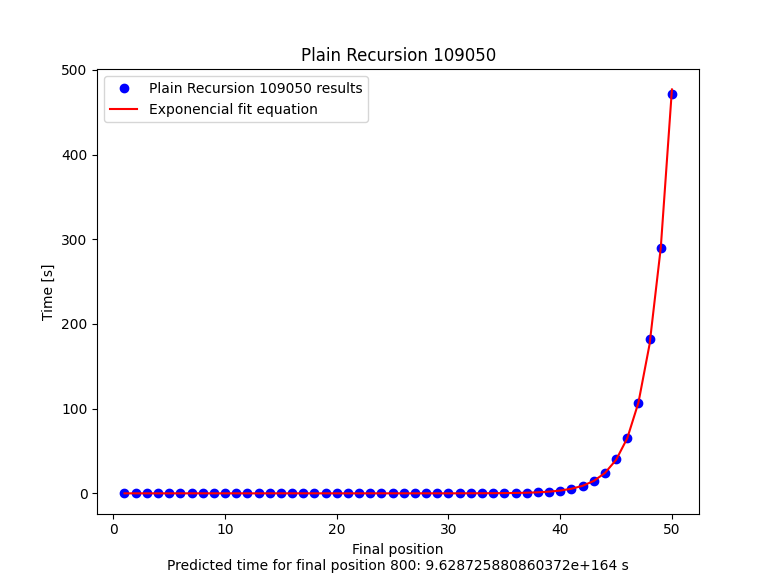 Plain Recursion 109050
Plain Recursion 109050 results
Exponencial fit equation
500
400
300
200
100
0
Time [s]
0 10 20 30 40 50
Final position
Predicted time for final position 800: 9.628725880860372e+164 s